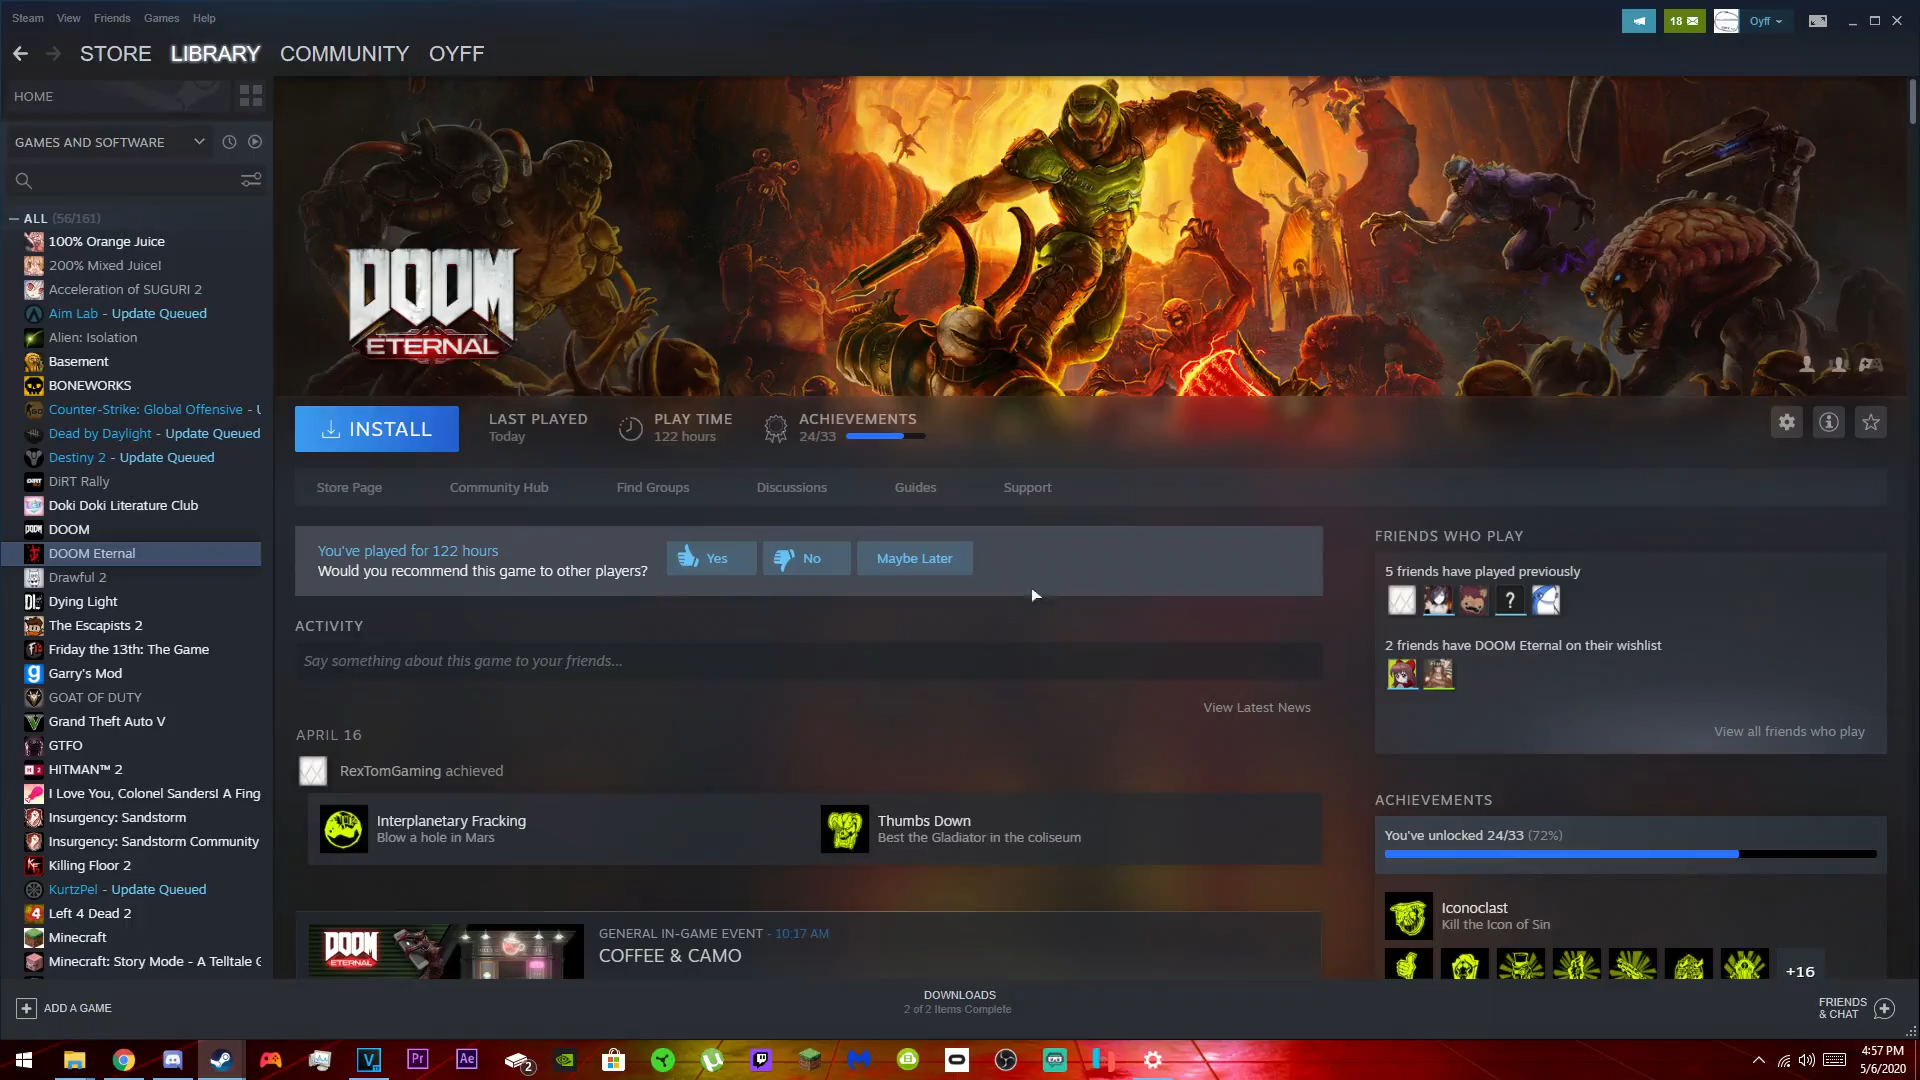 Steam View Friends Games Help
18 Oyff
STORE LIBRARY COMMUNITY OYFF
HOME
GAMES AND SOFTWARE
ALL (56/161)
100% Orange Juice
200% Mixed Juice!
Acceleration of SUGURI 2
Aim Lab - Update Queued
Alien: Isolation
Basement
BONEWORKS
Counter-Strike: Global Offensive - U
Dead by Daylight - Update Queued
Destiny 2 - Update Queued
DiRT Rally
Doki Doki Literature Club
DOOM
DOOM Eternal
Drawful 2
Dying Light
The Escapists 2
Friday the 13th: The Game
Garry's Mod
GOAT OF DUTY
Grand Theft Auto V
GTFO
HITMAN™ 2
I Love You, Colonel Sanders! A Fing
Insurgency: Sandstorm
Insurgency: Sandstorm Community
Killing Floor 2
KurtzPel - Update Queued
Left 4 Dead 2
Minecraft
Minecraft: Story Mode - A Telltale G
ADD A GAME
DOOM
ETERNAL
INSTALL
LAST PLAYED
Today
PLAY TIME
122 hours
ACHIEVEMENTS
24/33
Store Page Community Hub Find Groups Discussions Guides Support
You've played for 122 hours
Would you recommend this game to other players?
Yes No Maybe Later
ACTIVITY
Say something about this game to your friends...
View Latest News
APRIL 16
RexTomGaming achieved
Interplanetary Fracking
Blow a hole in Mars
Thumbs Down
Best the Gladiator in the coliseum
DOOM
ETERNAL
GENERAL IN-GAME EVENT - 10:17 AM
COFFEE & CAMO
FRIENDS WHO PLAY
5 friends have played previously
?
2 friends have DOOM Eternal on their wishlist
View all friends who play
ACHIEVEMENTS
You've unlocked 24/33 (72%)
Iconoclast
Kill the Icon of Sin
+16
DOWNLOADS
2 of 2 Items Complete
FRIENDS
& CHAT
V Pr Ae 2
4:57 PM
5/6/2020